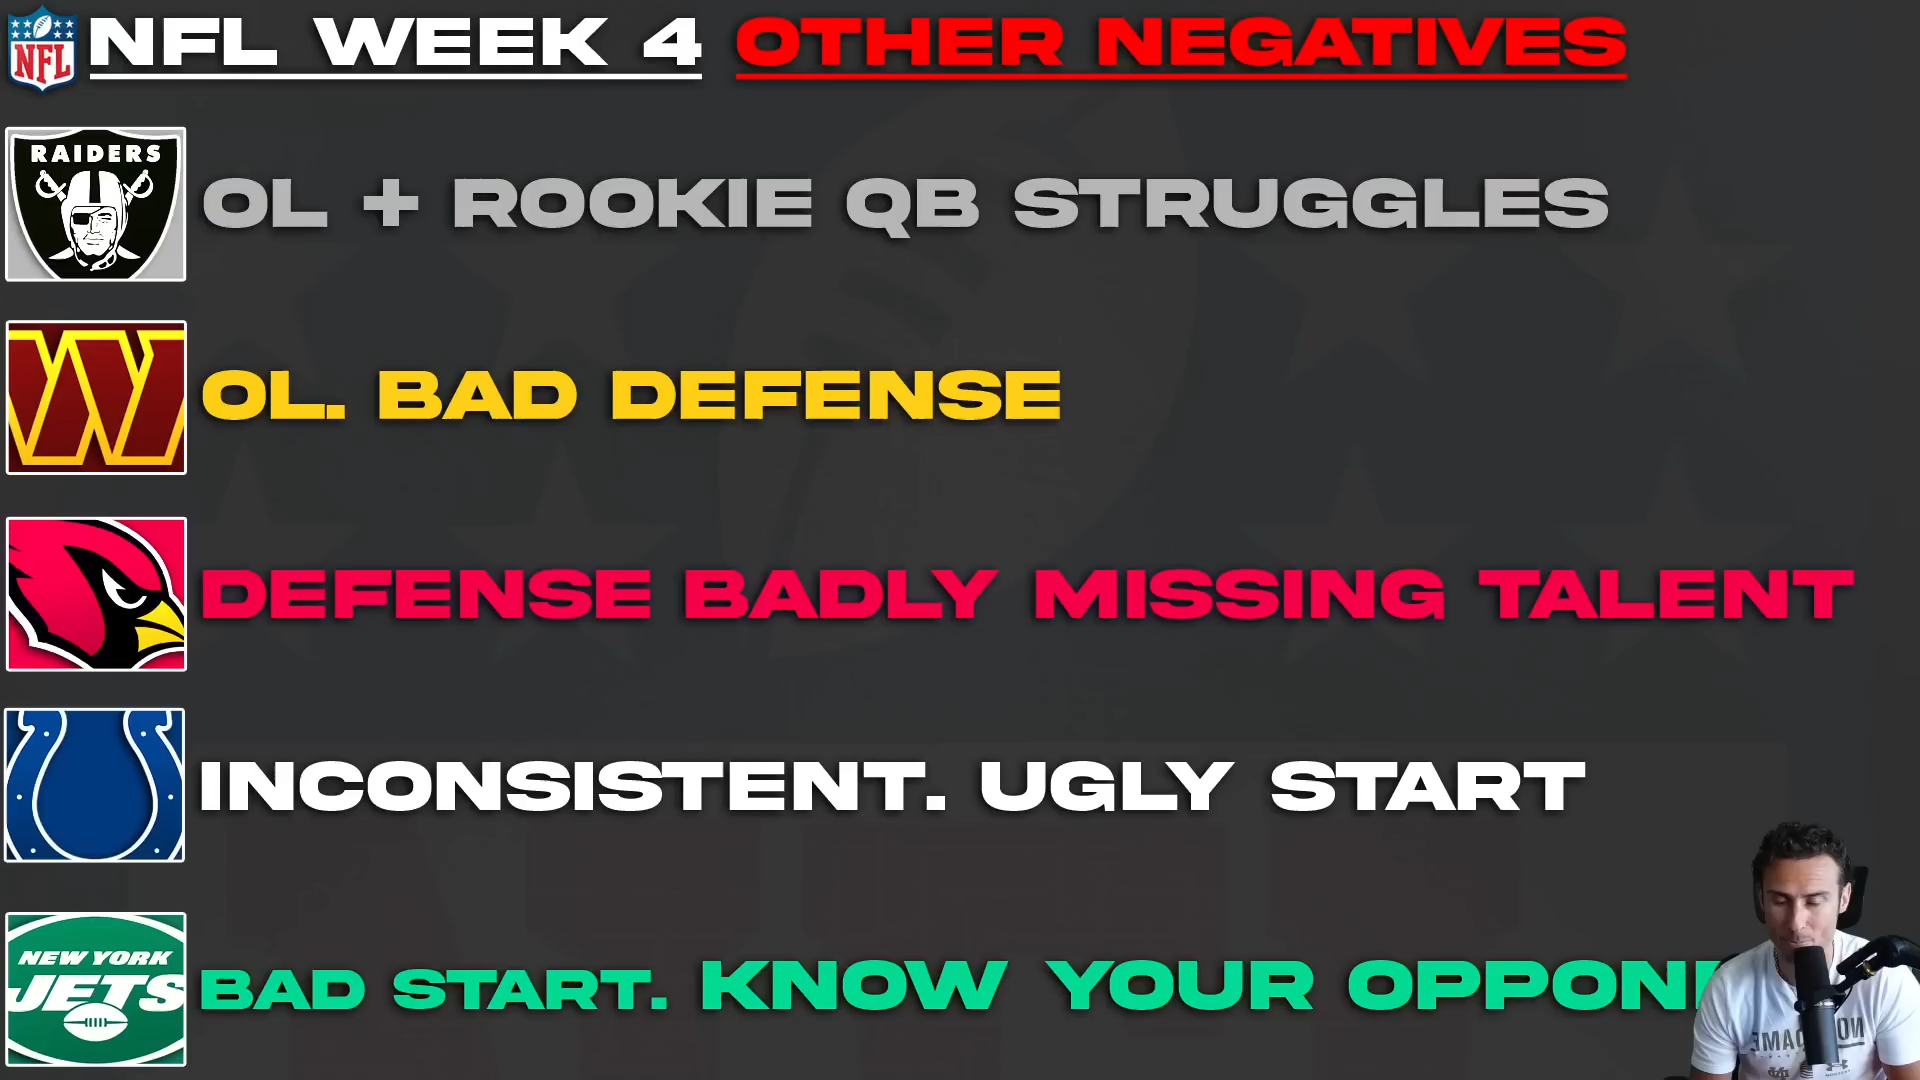 NFL WEEK 4 OTHER NEGATIVES
NFL
RAIDERS
OL + ROOKIE QB STRUGGLES
W
OL. BAD DEFENSE
DEFENSE BADLY MISSING TALENT
INCONSISTENT. UGLY START
NEW YORK
JETS
BAD START. KNOW YOUR